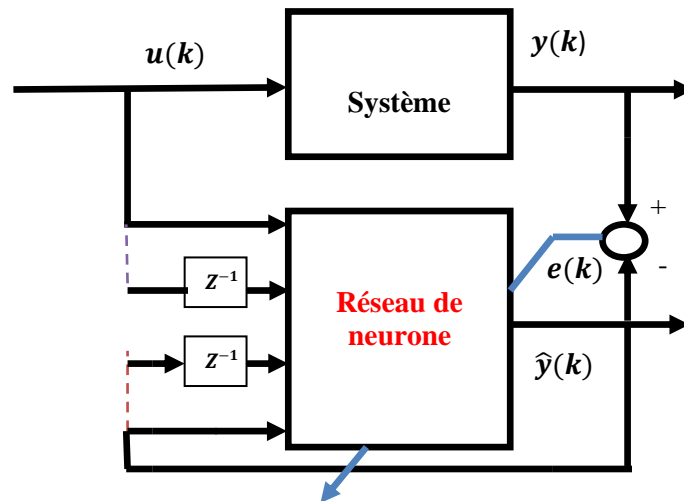 u(k)
y(k)
Système
+
e(k)
-
Z⁻¹
Réseau de
neurone
Z⁻¹
ŷ(k)